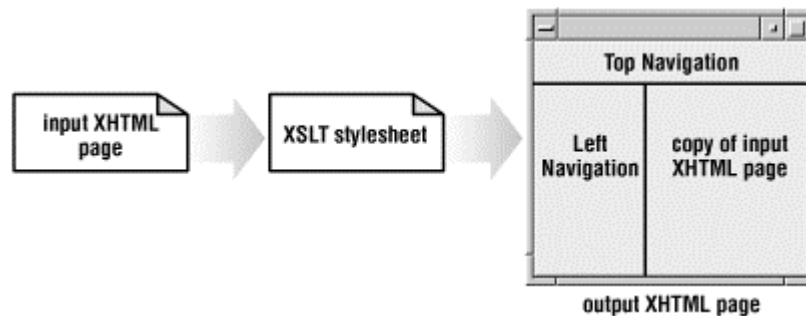 input XHTML
page
XSLT stylesheet
Top Navigation
Left
Navigation
copy of input
XHTML page
output XHTML page